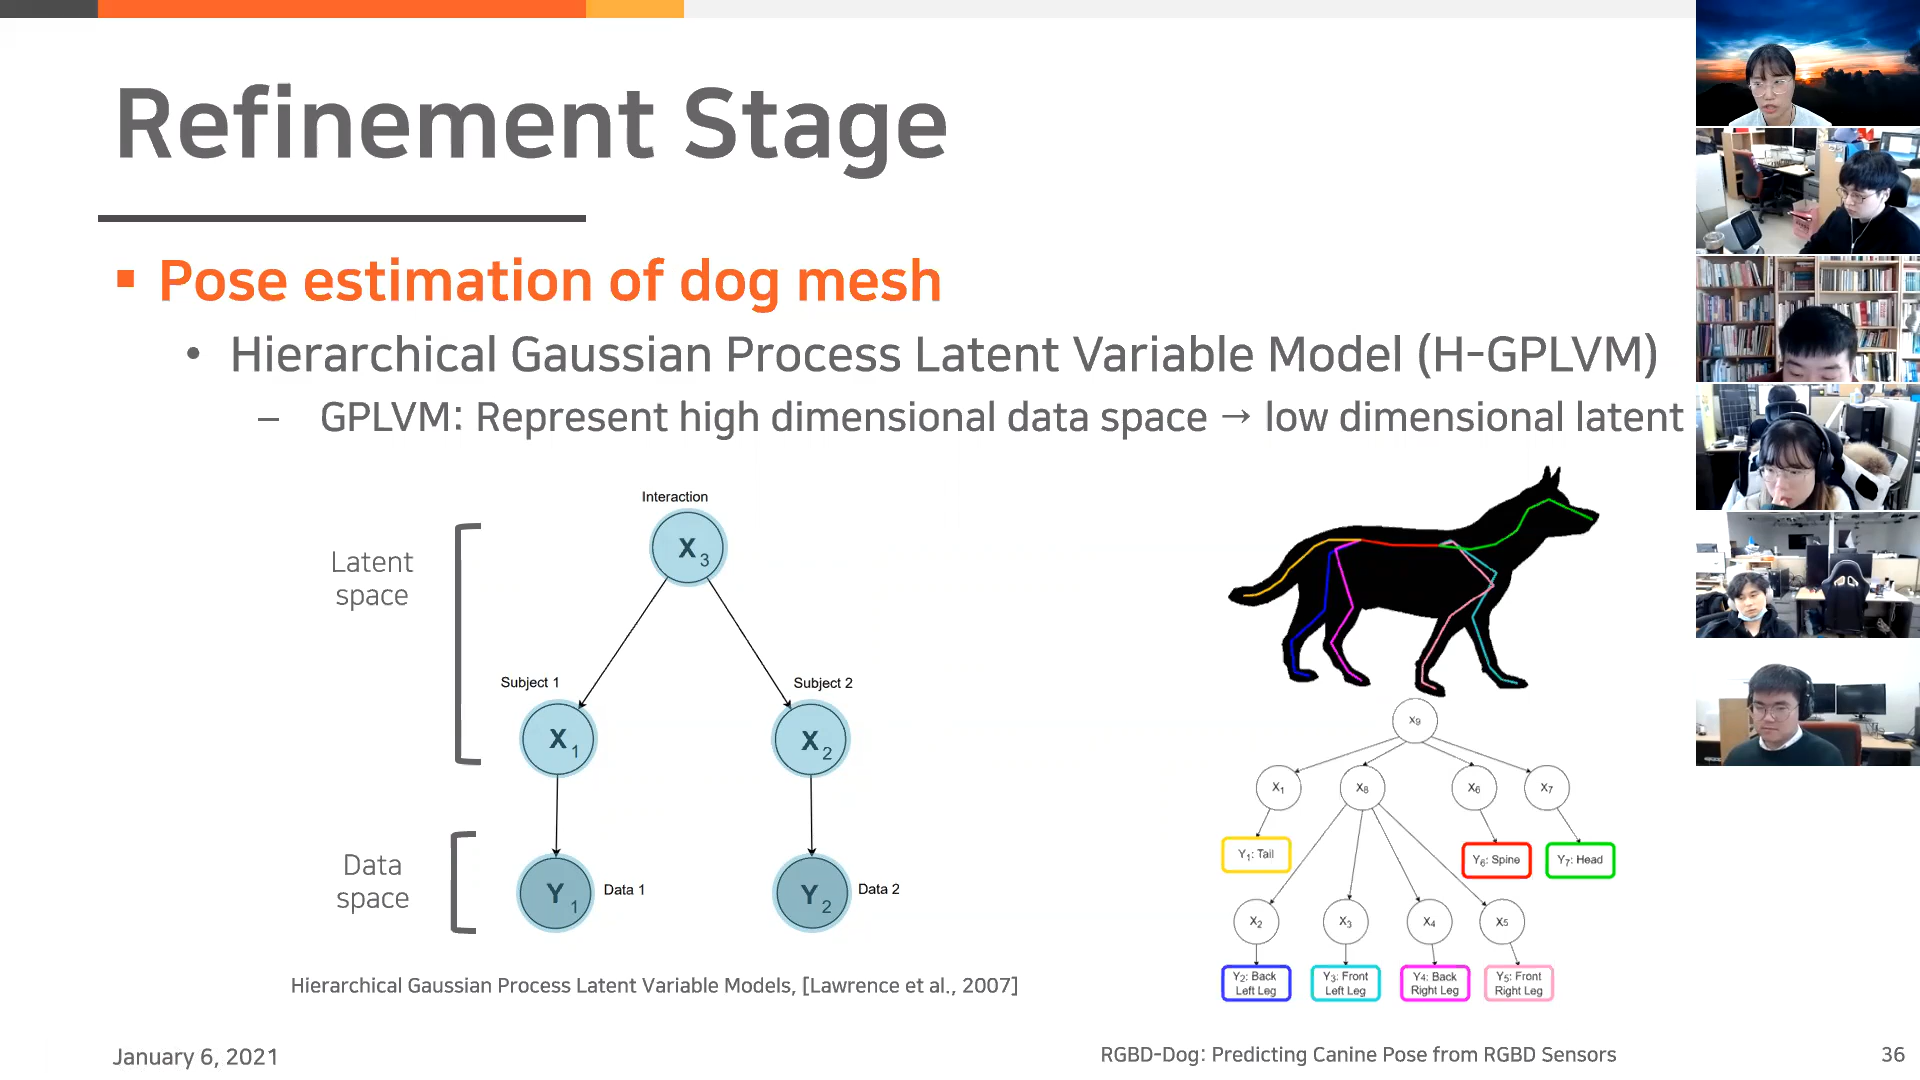 Refinement Stage
▪ Pose estimation of dog mesh
• Hierarchical Gaussian Process Latent Variable Model (H-GPLVM)
– GPLVM: Represent high dimensional data space → low dimensional latent
Interaction
X3
Latent
space
Subject 1
Subject 2
X1
X2
Data
space
Y1
Data 1
Y2
Data 2
Hierarchical Gaussian Process Latent Variable Models, [Lawrence et al., 2007]
X9
X1
X8
X6
X7
Y1: Tail
Y6: Spine
Y7: Head
X2
X3
X4
X5
Y2: Back
Left Leg
Y3: Front
Left Leg
Y4: Back
Right Leg
Y5: Front
Right Leg
January 6, 2021
RGBD-Dog: Predicting Canine Pose from RGBD Sensors
36